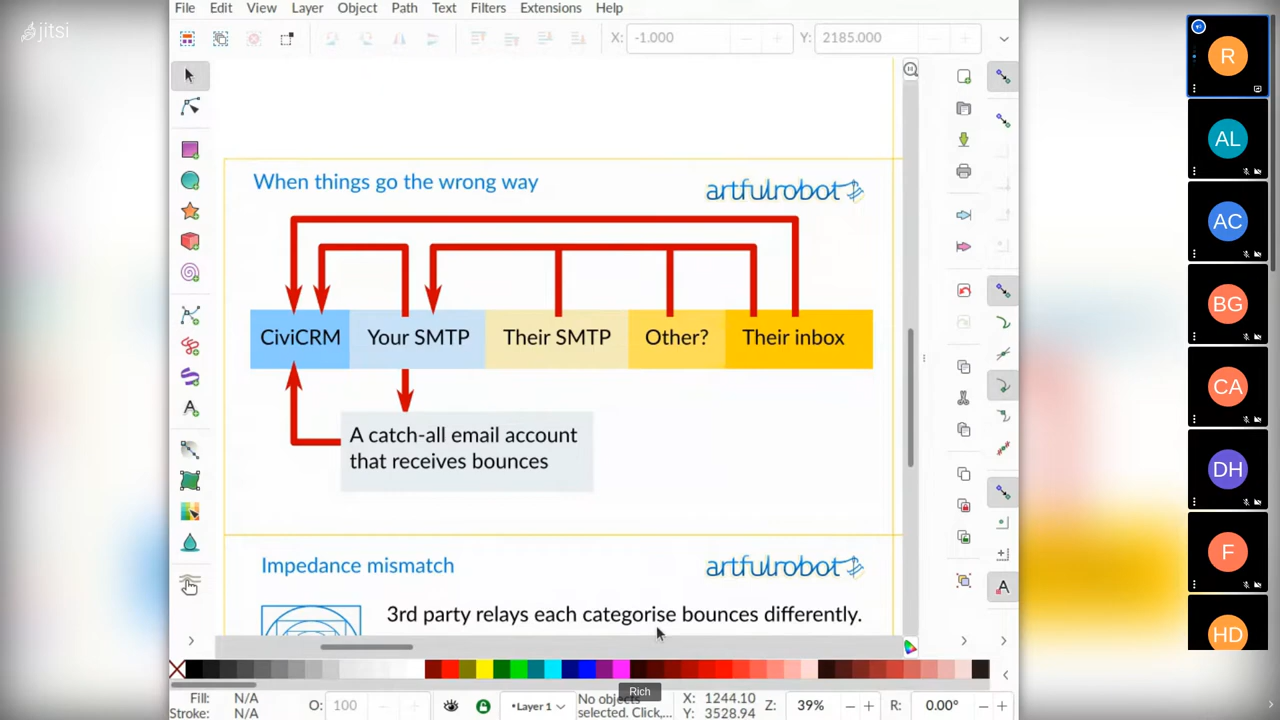 jitsi
File Edit View Layer Object Path Text Filters Extensions Help
X: -1.000 Y: 2185.000
When things go the wrong way
artfulrobot
CiviCRM Your SMTP Their SMTP Other? Their inbox
A catch-all email account
that receives bounces
Impedance mismatch
artfulrobot
3rd party relays each categorise bounces differently.
Rich
Fill: N/A
Stroke: N/A
O: 100
•Layer 1
No objects
selected. Click,...
X: 1244.10
Y: 3528.94
Z: 39%
R: 0.00°
R
AL
AC
BG
CA
DH
F
HD